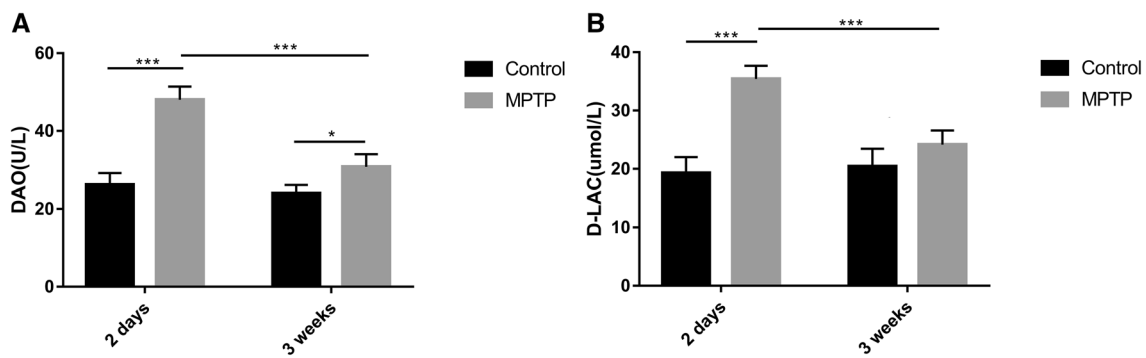 A
DAO(U/L)
60
40
20
0
***
***
*
2 days
3 weeks
Control
MPTP
B
D-LAC(umol/L)
40
30
20
10
0
***
***
2 days
3 weeks
Control
MPTP